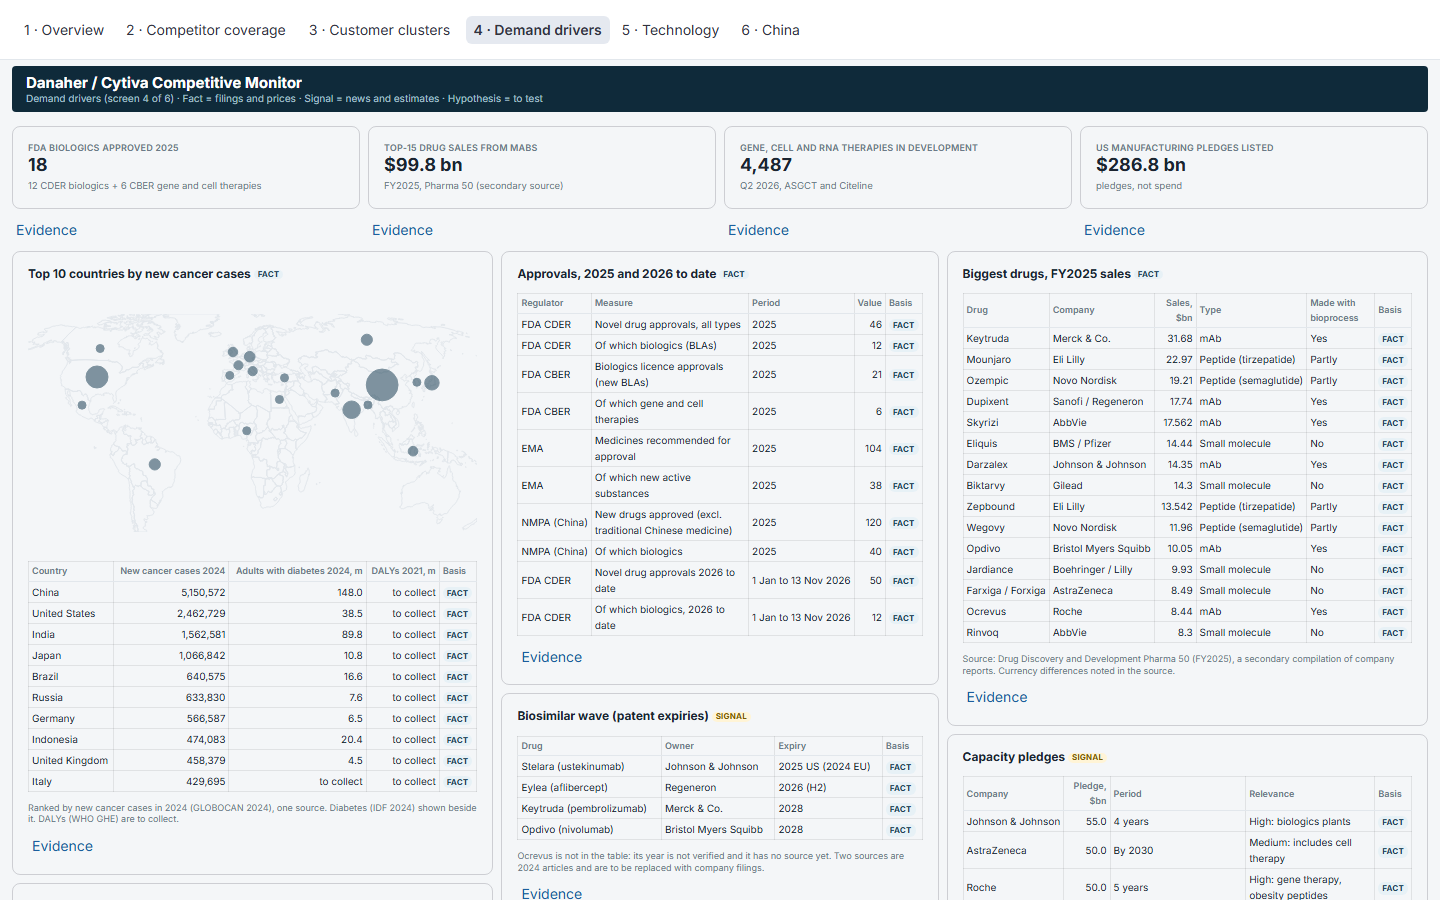 1 · Overview 2 · Competitor coverage 3 · Customer clusters 4 · Demand drivers 5 · Technology 6 · China
Danaher / Cytiva Competitive Monitor
Demand drivers (screen 4 of 6) · Fact = filings and prices · Signal = news and estimates · Hypothesis = to test
FDA BIOLOGICS APPROVED 2025
18
12 CDER biologics + 6 CBER gene and cell therapies
Evidence
TOP-15 DRUG SALES FROM MABS
$99.8 bn
FY2025, Pharma 50 (secondary source)
Evidence
GENE, CELL AND RNA THERAPIES IN DEVELOPMENT
4,487
Q2 2026, ASGCT and Citeline
Evidence
US MANUFACTURING PLEDGES LISTED
$286.8 bn
pledges, not spend
Evidence
Top 10 countries by new cancer cases FACT
Country New cancer cases 2024 Adults with diabetes 2024, m DALYs 2021, m Basis
China 5,150,572 148.0 to collect FACT
United States 2,462,729 38.5 to collect FACT
India 1,562,581 89.8 to collect FACT
Japan 1,066,842 10.8 to collect FACT
Brazil 640,575 16.6 to collect FACT
Russia 633,830 7.6 to collect FACT
Germany 566,587 6.5 to collect FACT
Indonesia 474,083 20.4 to collect FACT
United Kingdom 458,379 4.5 to collect FACT
Italy 429,695 to collect to collect FACT
Ranked by new cancer cases in 2024 (GLOBOCAN 2024), one source. Diabetes (IDF 2024) shown beside
it. DALYs (WHO GHE) are to collect.
Evidence
Approvals, 2025 and 2026 to date FACT
Regulator Measure Period Value Basis
FDA CDER Novel drug approvals, all types 2025 46 FACT
FDA CDER Of which biologics (BLAs) 2025 12 FACT
FDA CBER Biologics licence approvals
(new BLAs) 2025 21 FACT
FDA CBER Of which gene and cell
therapies 2025 6 FACT
EMA Medicines recommended for
approval 2025 104 FACT
EMA Of which new active
substances 2025 38 FACT
NMPA (China) New drugs approved (excl.
traditional Chinese medicine) 2025 120 FACT
NMPA (China) Of which biologics 2025 40 FACT
FDA CDER Novel drug approvals 2026 to
date 1 Jan to 13 Nov 2026 50 FACT
FDA CDER Of which biologics, 2026 to
date 1 Jan to 13 Nov 2026 12 FACT
Evidence
Biosimilar wave (patent expiries) SIGNAL
Drug Owner Expiry Basis
Stelara (ustekinumab) Johnson & Johnson 2025 US (2024 EU) FACT
Eylea (aflibercept) Regeneron 2026 (H2) FACT
Keytruda (pembrolizumab) Merck & Co. 2028 FACT
Opdivo (nivolumab) Bristol Myers Squibb 2028 FACT
Ocrevus is not in the table: its year is not verified and it has no source yet. Two sources are
2024 articles and are to be replaced with company filings.
Evidence
Biggest drugs, FY2025 sales FACT
Drug Company Sales,
$bn Type Made with
bioprocess Basis
Keytruda Merck & Co. 31.68 mAb Yes FACT
Mounjaro Eli Lilly 22.97 Peptide (tirzepatide) Partly FACT
Ozempic Novo Nordisk 19.21 Peptide (semaglutide) Partly FACT
Dupixent Sanofi / Regeneron 17.74 mAb Yes FACT
Skyrizi AbbVie 17.562 mAb Yes FACT
Eliquis BMS / Pfizer 14.44 Small molecule No FACT
Darzalex Johnson & Johnson 14.35 mAb Yes FACT
Biktarvy Gilead 14.3 Small molecule No FACT
Zepbound Eli Lilly 13.542 Peptide (tirzepatide) Partly FACT
Wegovy Novo Nordisk 11.96 Peptide (semaglutide) Partly FACT
Opdivo Bristol Myers Squibb 10.05 mAb Yes FACT
Jardiance Boehringer / Lilly 9.93 Small molecule No FACT
Farxiga / Forxiga AstraZeneca 8.49 Small molecule No FACT
Ocrevus Roche 8.44 mAb Yes FACT
Rinvoq AbbVie 8.3 Small molecule No FACT
Source: Drug Discovery and Development Pharma 50 (FY2025), a secondary compilation of company
reports. Currency differences noted in the source.
Evidence
Capacity pledges SIGNAL
Company Pledge,
$bn Period Relevance Basis
Johnson & Johnson 55.0 4 years High: biologics plants FACT
AstraZeneca 50.0 By 2030 Medium: includes cell
therapy FACT
Roche 50.0 5 years High: gene therapy,
obesity peptides FACT